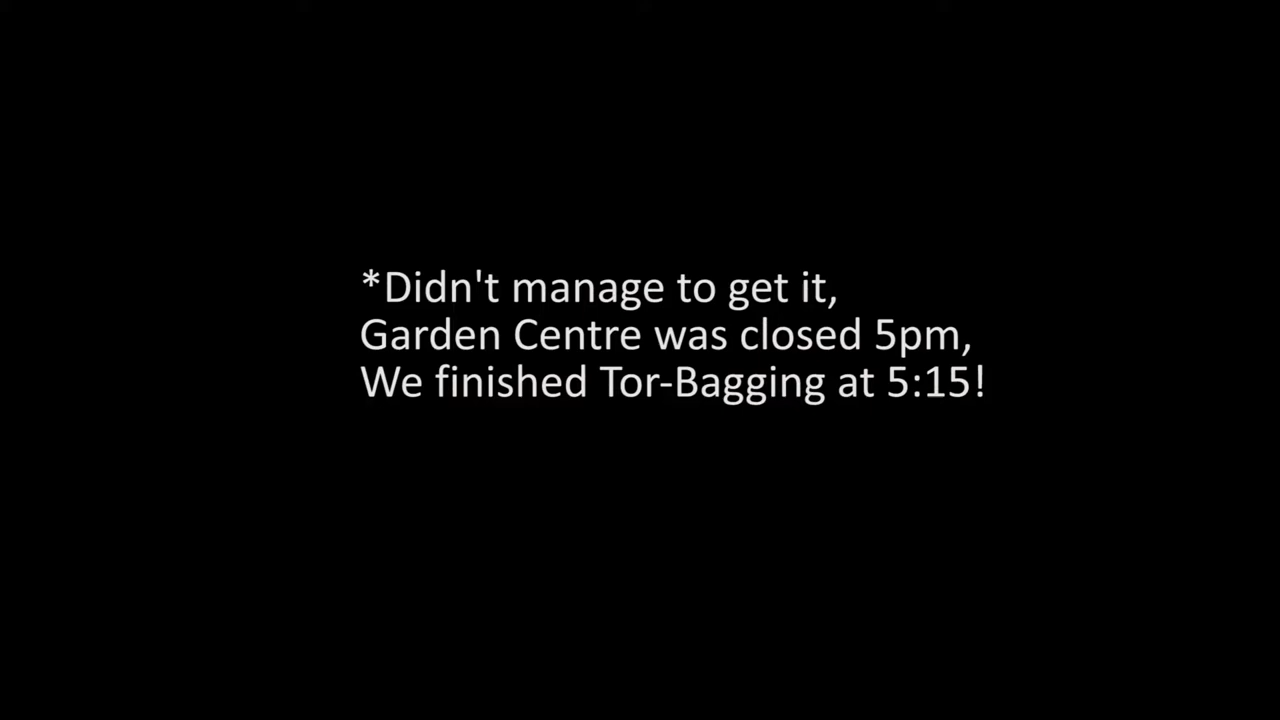 *Didn't manage to get it,
Garden Centre was closed 5pm,
We finished Tor-Bagging at 5:15!